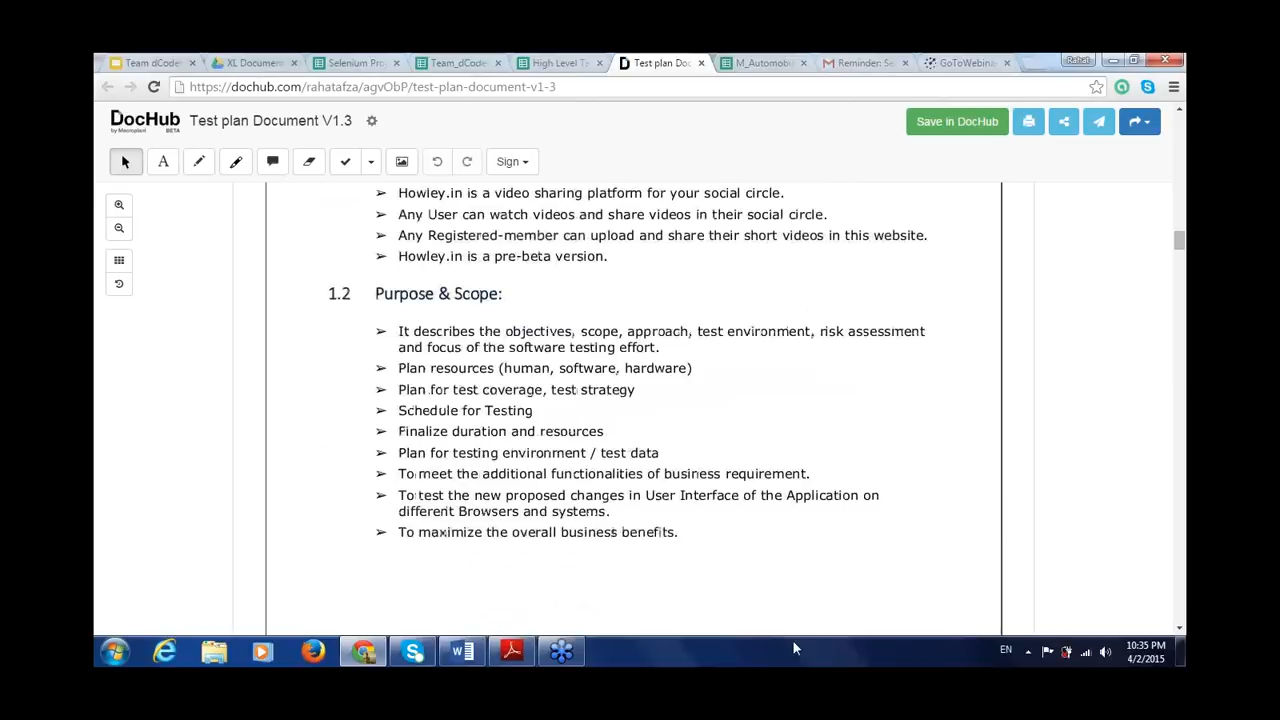 Team dCode
XL Documen
Selenium Pro
Team_dCode
High Level Te
Test plan Doc
M_Automobi
Reminder: Se
GoToWebina
Rahat
https://dochub.com/rahatafza/agvObP/test-plan-document-v1-3
DocHub
by Macroplant BETA
Test plan Document V1.3
Save in DocHub
A
Sign
➢ Howley.in is a video sharing platform for your social circle.
➢ Any User can watch videos and share videos in their social circle.
➢ Any Registered-member can upload and share their short videos in this website.
➢ Howley.in is a pre-beta version.
1.2 Purpose & Scope:
➢ It describes the objectives, scope, approach, test environment, risk assessment
and focus of the software testing effort.
➢ Plan resources (human, software, hardware)
➢ Plan for test coverage, test strategy
➢ Schedule for Testing
➢ Finalize duration and resources
➢ Plan for testing environment / test data
➢ To meet the additional functionalities of business requirement.
➢ To test the new proposed changes in User Interface of the Application on
different Browsers and systems.
➢ To maximize the overall business benefits.
EN
10:35 PM
4/2/2015